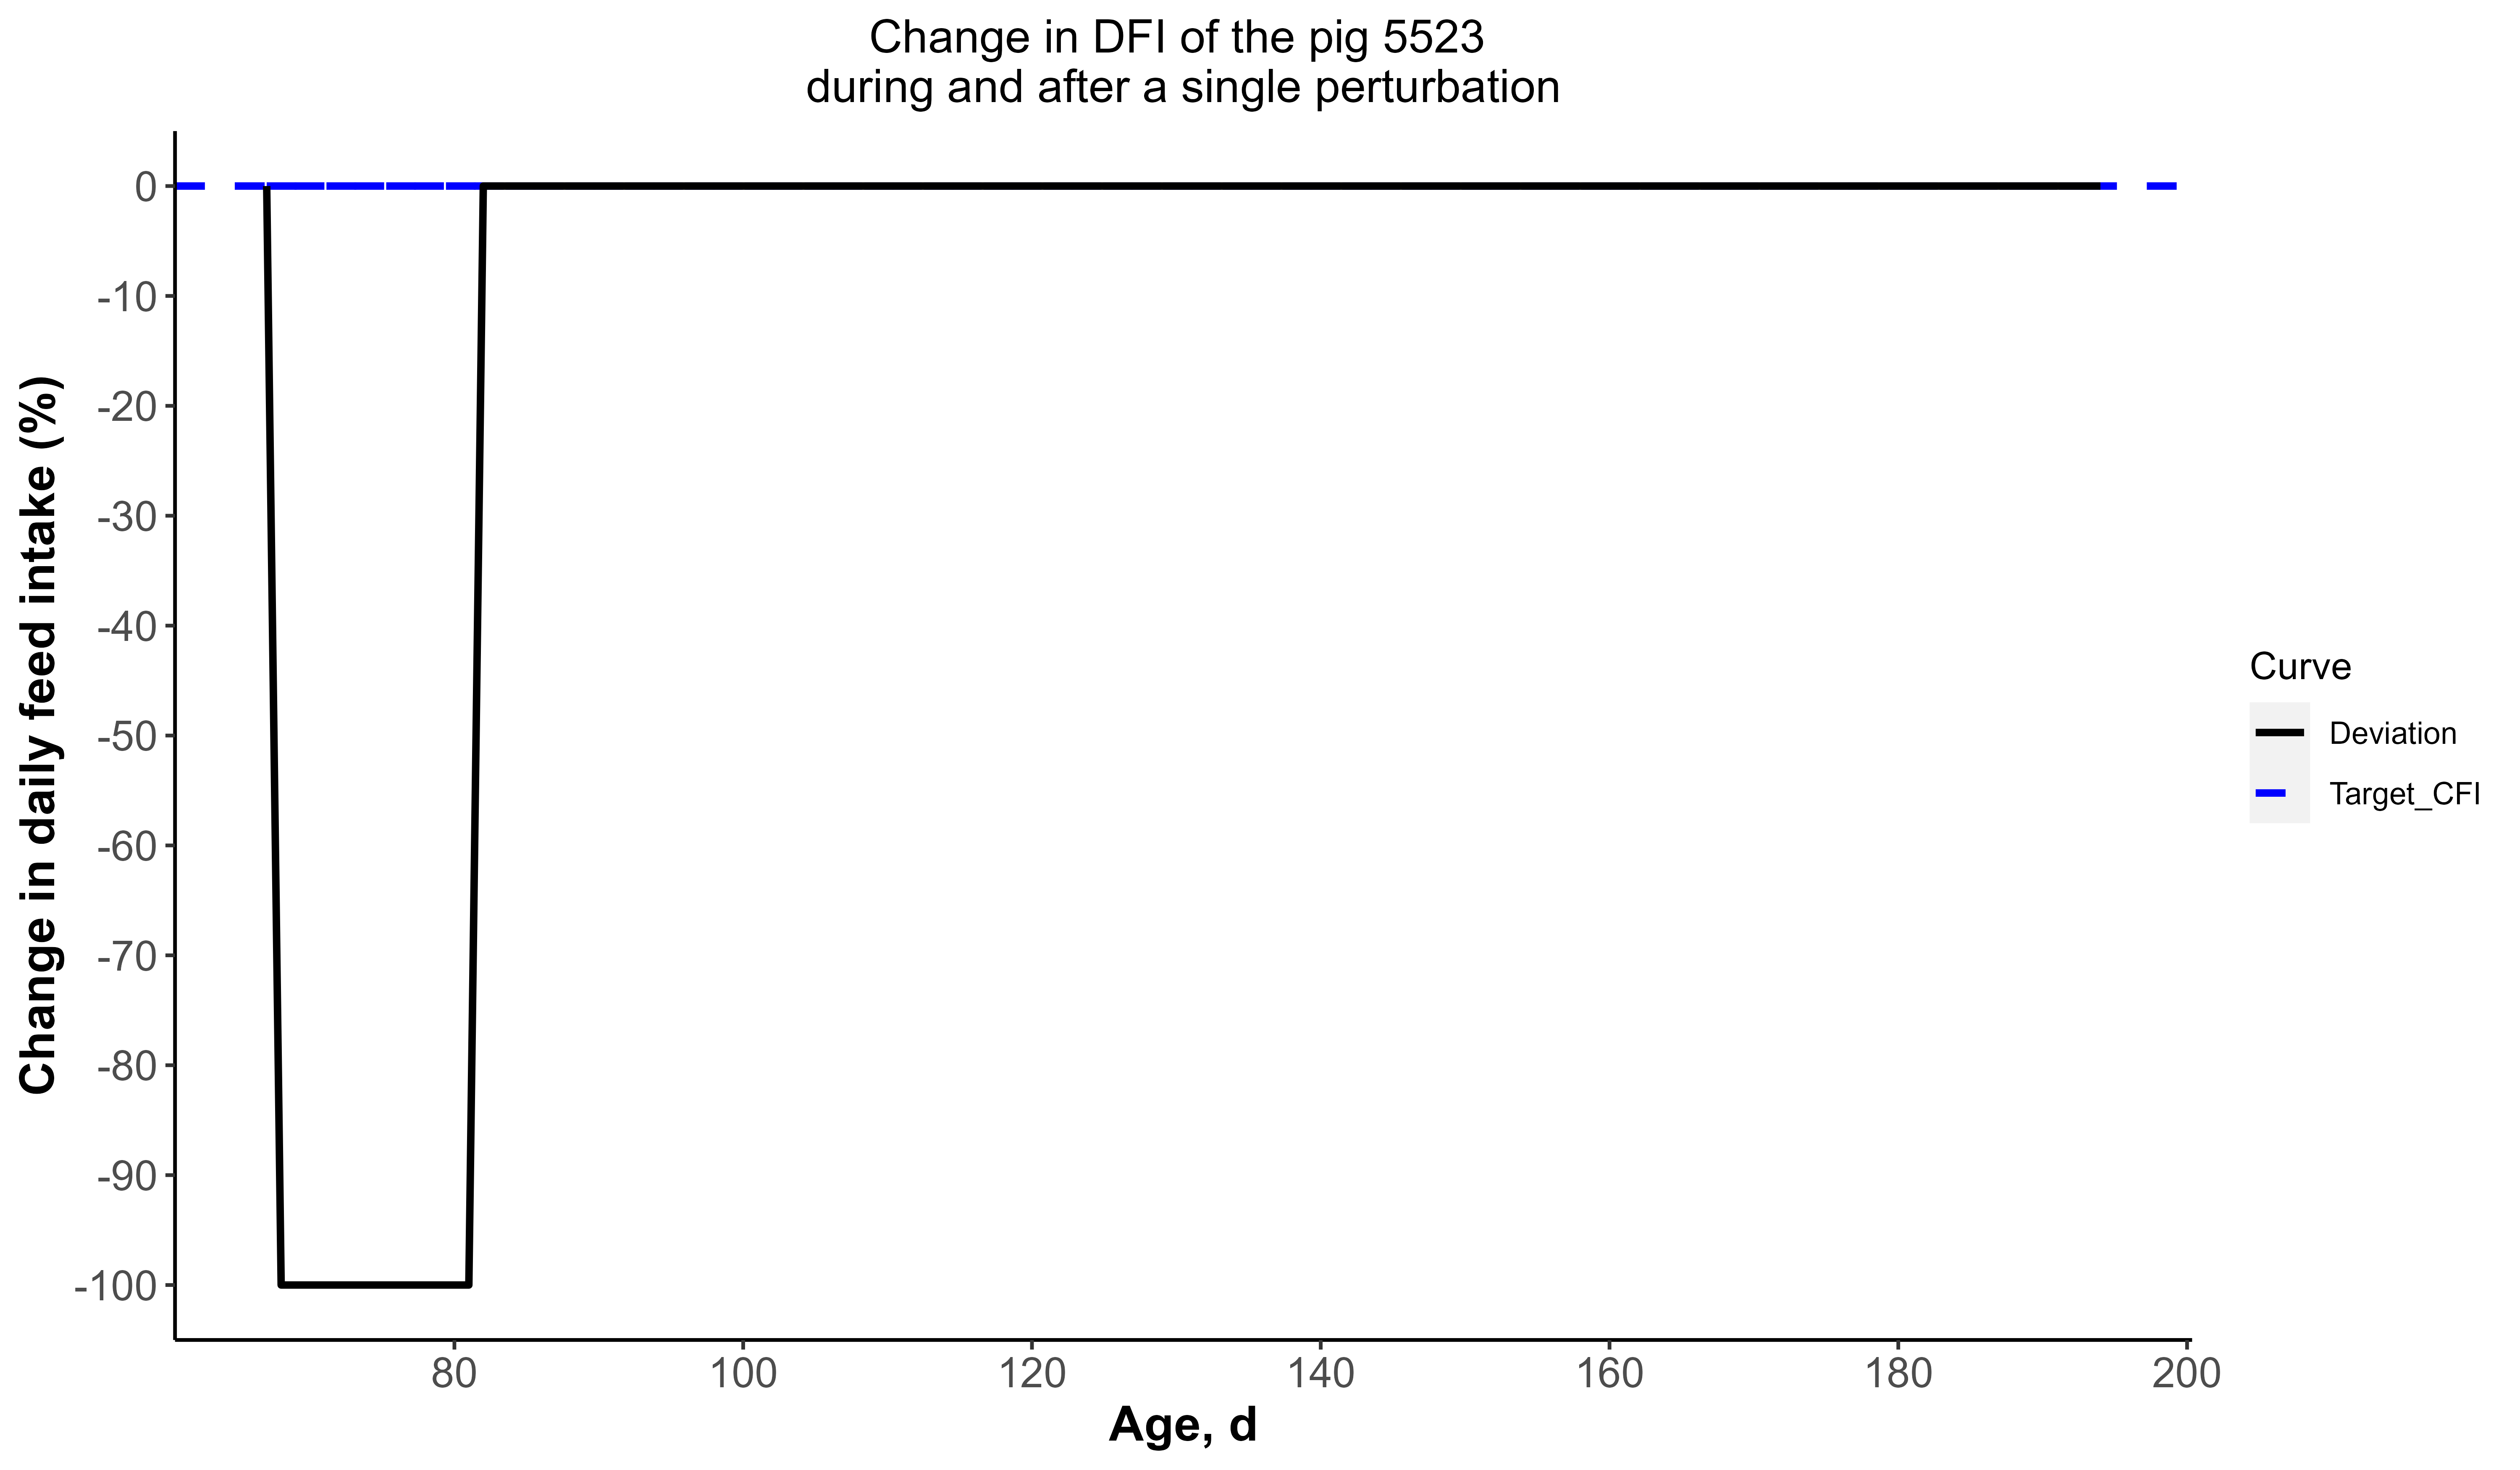 Change in DFI of the pig 5523
during and after a single perturbation
Change in daily feed intake (%)
0
-10
-20
-30
-40
-50
-60
-70
-80
-90
-100
80
100
120
140
160
180
200
Age, d
Curve
Deviation
Target_CFI